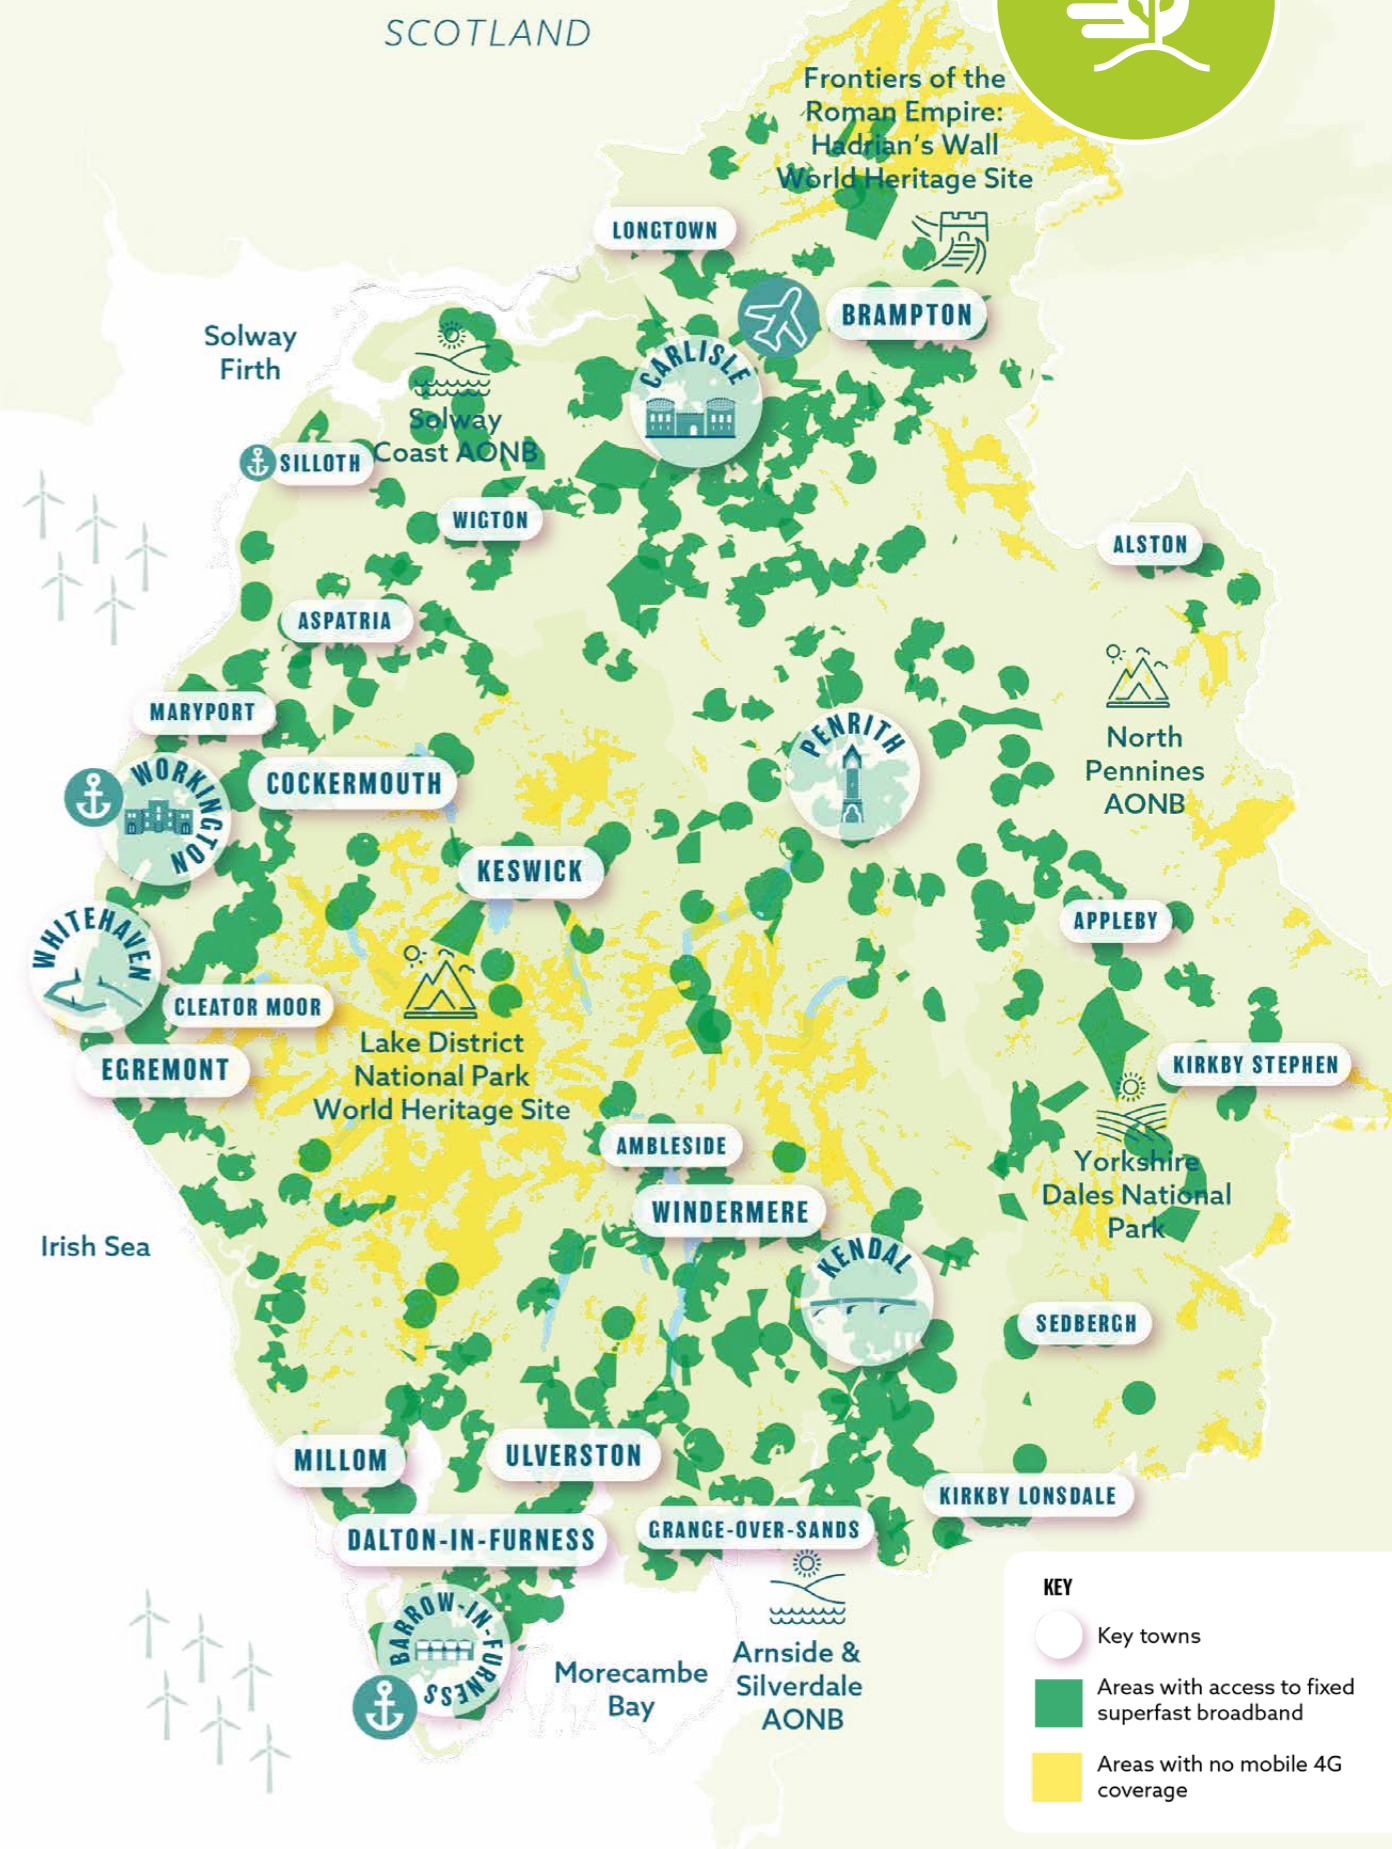 SCOTLAND
Frontiers of the
Roman Empire:
Hadrian's Wall
World Heritage Site
LONGTOWN
BRAMPTON
Solway
Firth
CARLISLE
Solway
Coast AONB
SILLOTH
WIGTON
ALSTON
ASPATRIA
MARYPORT
North
Pennines
AONB
PENRITH
WORKINGTON
COCKERMOUTH
KESWICK
APPLEBY
WHITEHAVEN
CLEATOR MOOR
Lake District
National Park
World Heritage Site
EGREMONT
KIRKBY STEPHEN
AMBLESIDE
Yorkshire
Dales National
Park
WINDERMERE
Irish Sea
KENDAL
SEDBERGH
MILLOM
ULVERSTON
KIRKBY LONSDALE
DALTON-IN-FURNESS
GRANGE-OVER-SANDS
BARROW-IN-FURNESS
Morecambe
Bay
Arnside &
Silverdale
AONB
KEY
Key towns
Areas with access to fixed
superfast broadband
Areas with no mobile 4G
coverage